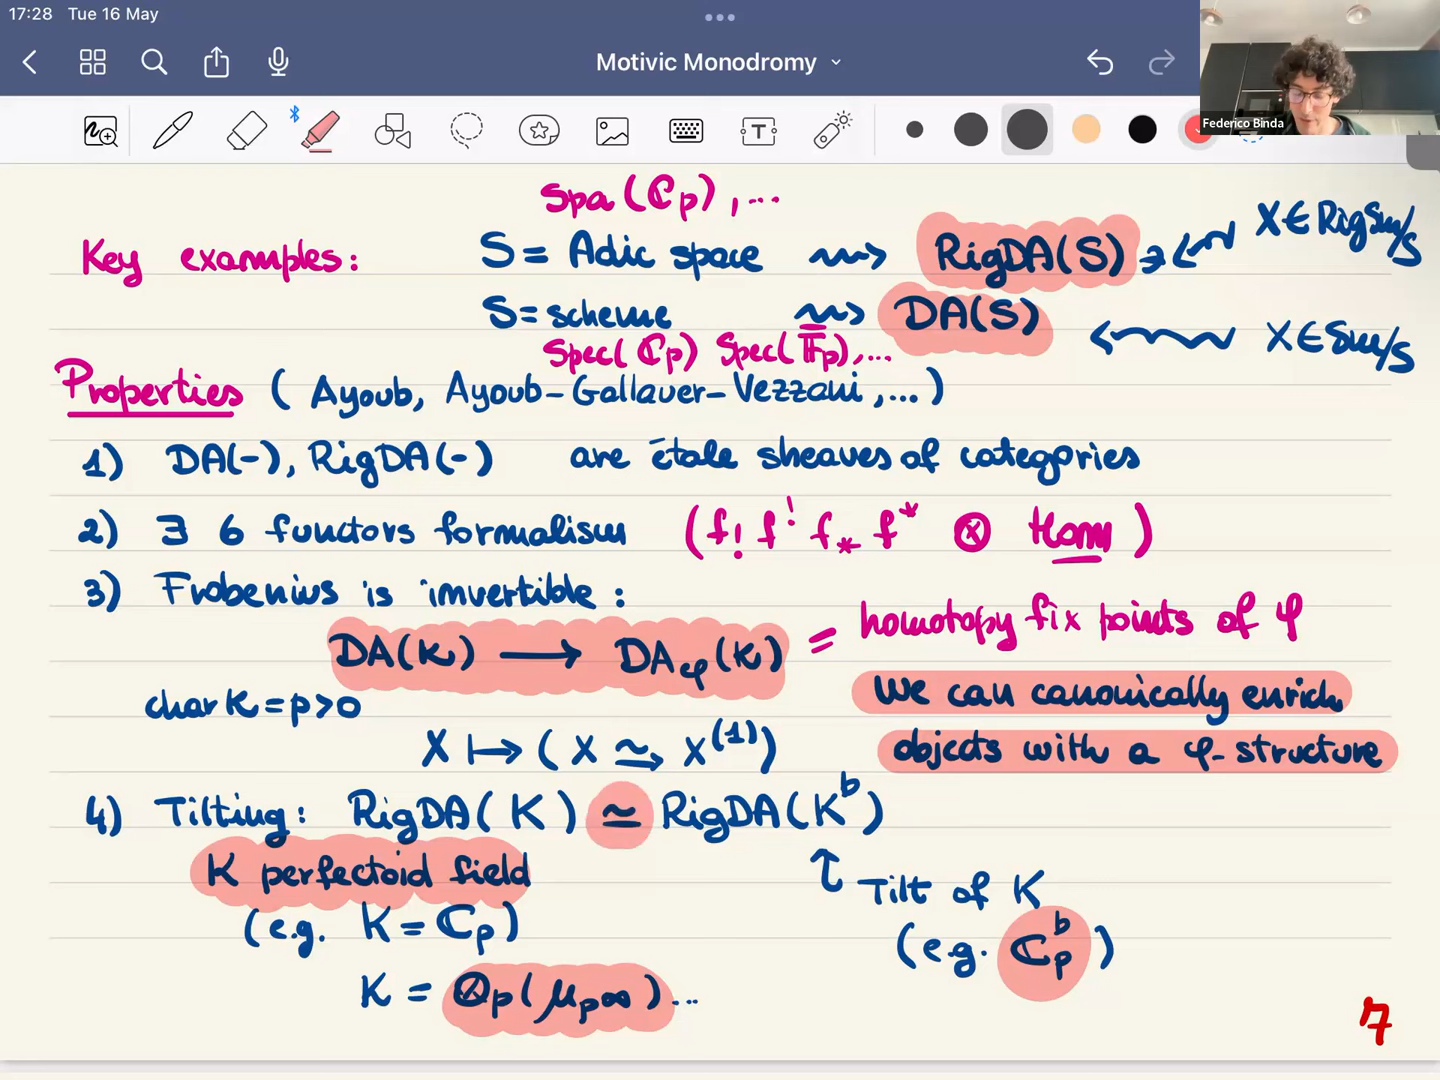 17:28 Tue 16 May
Motivic Monodromy
Federico Binda
Spa(ℂp),...
Key examples: S = Adic space ⇝ RigDA(S) ∋ X ∈ RigSm/S
S = scheme ⇝ DA(S) X ∈ Sm/S
Spec(ℂp) Spec(F̅p),...
Properties (Ayoub, Ayoub-Gallauer-Vezzani,...)
1) DA(-), RigDA(-) are étale sheaves of categories
2) ∃ 6 functors formalism (f! f^! f_* f^* ⊗ Hom)
3) Frobenius is invertible:
DA(K) → DAφ(K) = homotopy fix points of φ
char K = p>0 We can canonically enrich
X ↦ (X ≃ X^(1)) objects with a φ-structure
4) Tilting: RigDA(K) ≃ RigDA(K^b)
K perfectoid field Tilt of K
(e.g. K = ℂp) (e.g. ℂp^b)
K = ℚp(μp∞)...
7